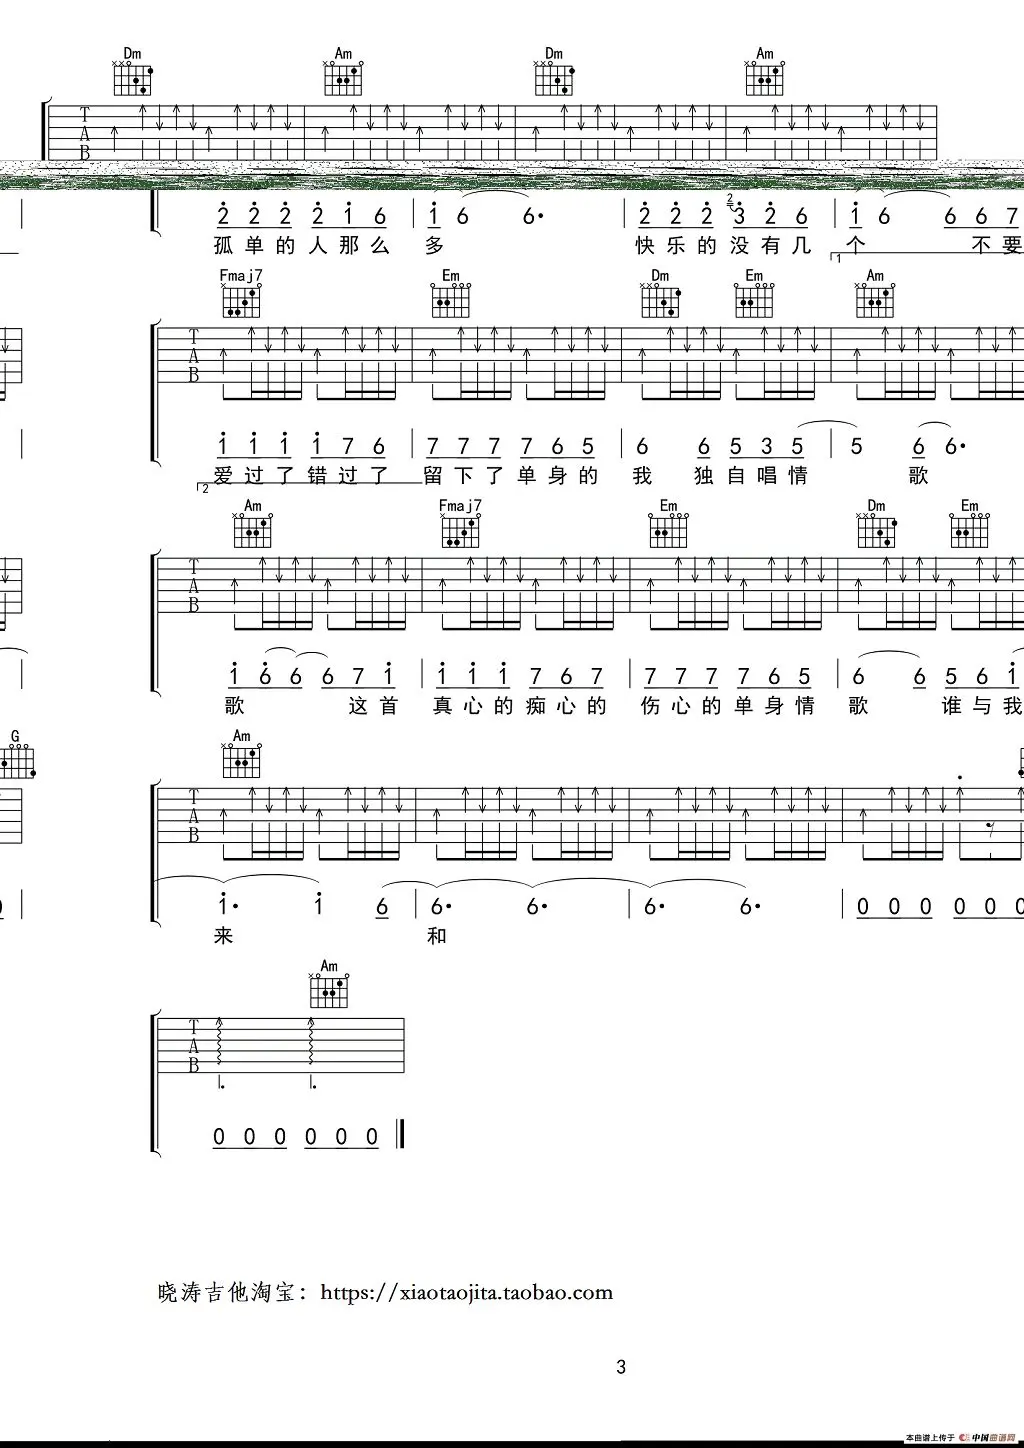 Dm Am Dm Am
T
A
B
2 2 2 2 1 6 1 6 6· 2 2 2 2 3 2 6 1 6 6 6 7
孤单的人那么 多 快乐的没有几 个 不要
1
Fmaj7 Em Dm Em Am
T
A
B
1 1 1 1 7 6 7 7 7 7 6 5 6 6 5 3 5 5 6 6·
爱过了错过了 留下了单身的 我 独自唱情 歌
2
Am Fmaj7 Em Dm Em
T
A
B
1 6 6 6 7 1 1 1 1 7 6 7 7 7 7 7 6 5 6 6 5 6 1
歌 这首 真心的痴心的 伤心的单身情 歌 谁与我
G Am
T
A
B
0 1· 1 6 6· 6· 6· 6· 0 0 0 0 0 0
来 和
Am
T
A
B
0 0 0 0 0 0
晓涛吉他淘宝：https://xiaotaojita.taobao.com
3
本曲谱上传于 中国曲谱网